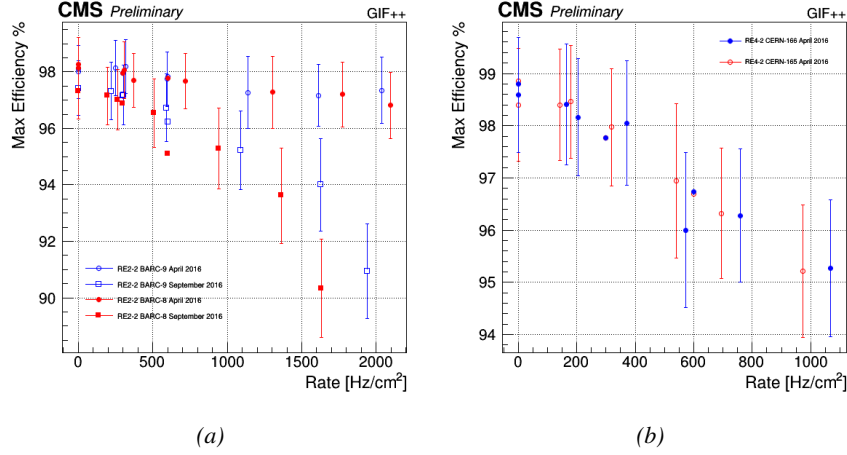 CMS Preliminary GIF++
Max Efficiency %
98
96
94
92
90
RE2-2 BARC-9 April 2016
RE2-2 BARC-9 September 2016
RE2-2 BARC-8 April 2016
RE2-2 BARC-8 September 2016
0 500 1000 1500 2000
Rate [Hz/cm²]
(a)
CMS Preliminary GIF++
Max Efficiency %
RE4-2 CERN-166 April 2016
RE4-2 CERN-165 April 2016
99
98
97
96
95
94
0 200 400 600 800 1000
Rate [Hz/cm²]
(b)